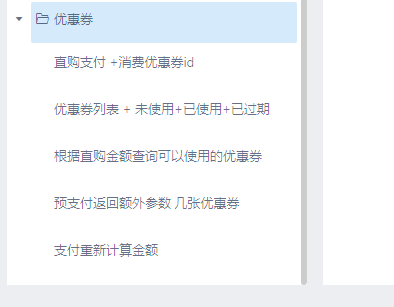 优惠券
直购支付 +消费优惠券id
优惠券列表 + 未使用+已使用+已过期
根据直购金额查询可以使用的优惠券
预支付返回额外参数 几张优惠券
支付重新计算金额